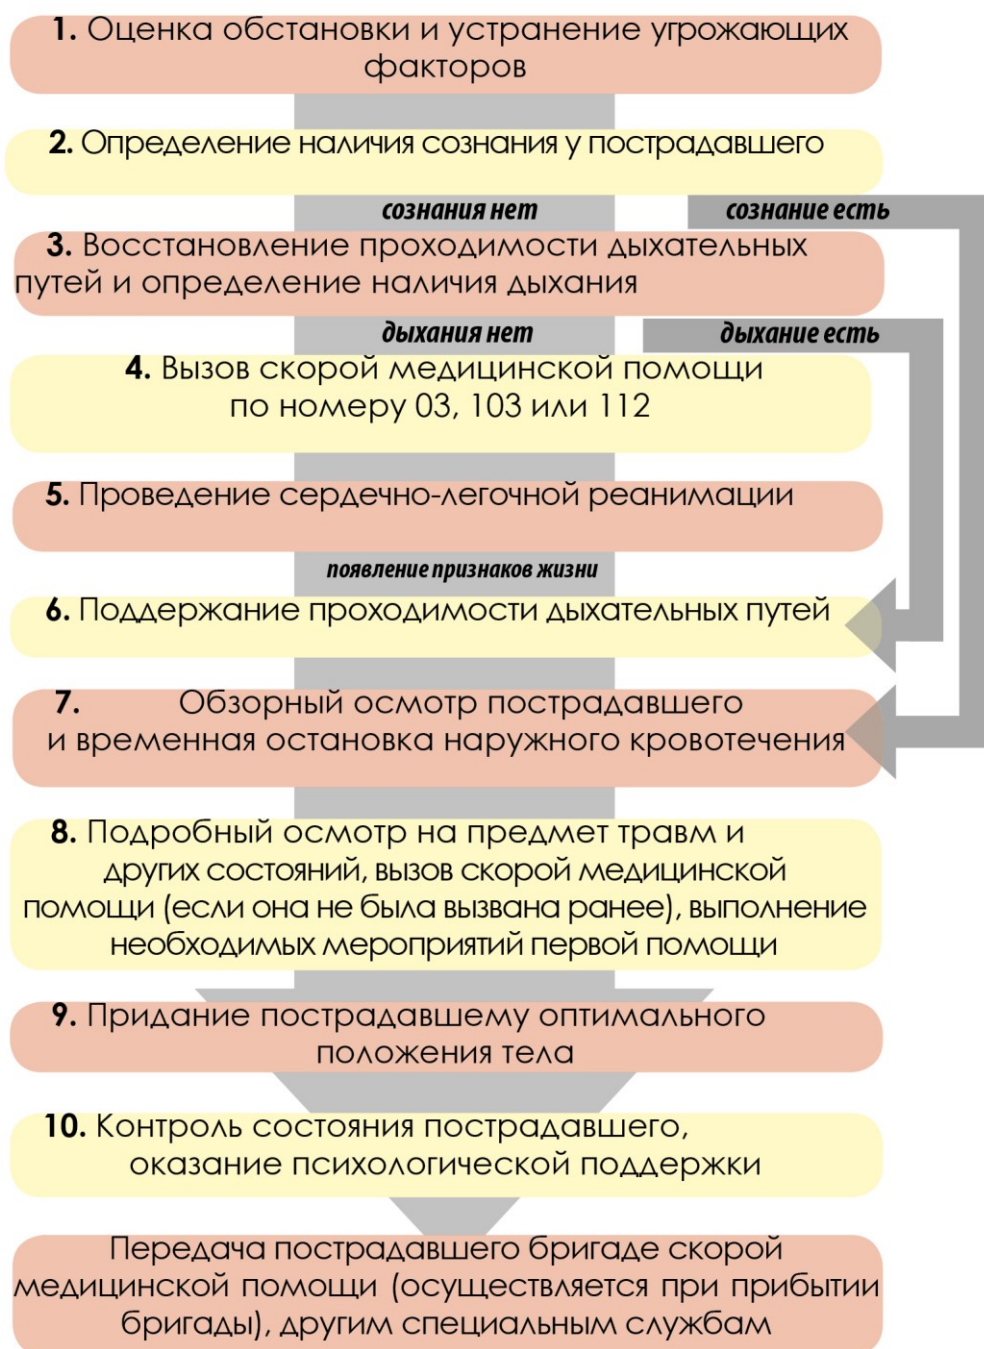 1. Оценка обстановки и устранение угрожающих
факторов
2. Определение наличия сознания у пострадавшего
сознания нет
сознание есть
3. Восстановление проходимости дыхательных
путей и определение наличия дыхания
дыхания нет
дыхание есть
4. Вызов скорой медицинской помощи
по номеру 03, 103 или 112
5. Проведение сердечно-легочной реанимации
появление признаков жизни
6. Поддержание проходимости дыхательных путей
7. Обзорный осмотр пострадавшего
и временная остановка наружного кровотечения
8. Подробный осмотр на предмет травм и
других состояний, вызов скорой медицинской
помощи (если она не была вызвана ранее), выполнение
необходимых мероприятий первой помощи
9. Придание пострадавшему оптимального
положения тела
10. Контроль состояния пострадавшего,
оказание психологической поддержки
Передача пострадавшего бригаде скорой
медицинской помощи (осуществляется при прибытии
бригады), другим специальным службам